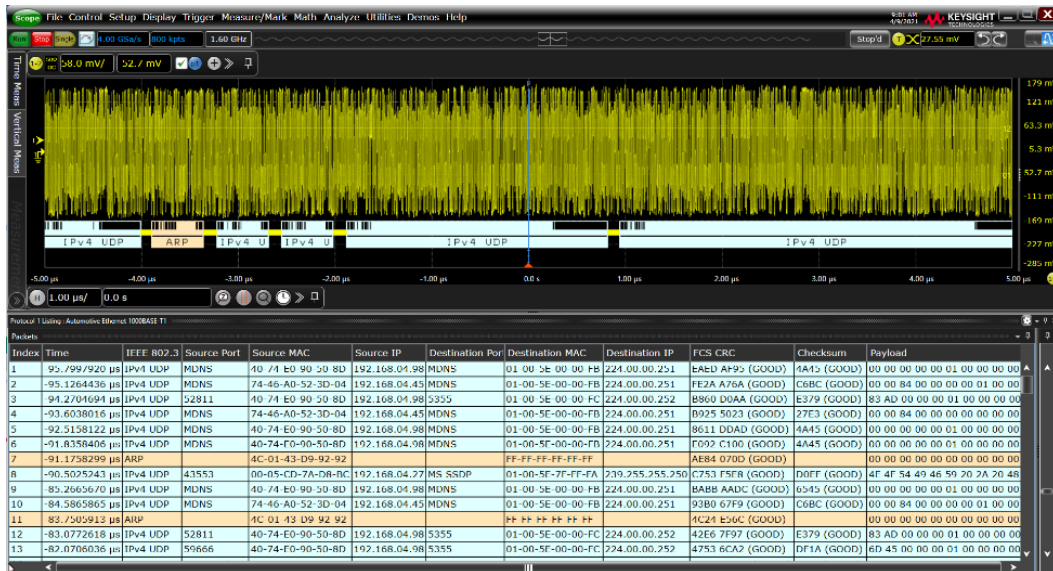 Scope File Control Setup Display Trigger Measure/Mark Math Analyze Utilities Demos Help
9:01 AM
4/9/2021
KEYSIGHT
TECHNOLOGIES
Run Stop Single 4.00 GSa/s 800 kpts 1.60 GHz Stop'd T 27.55 mV
58.0 mV/ 52.7 mV
Time Meas
Vertical Meas
Measurements
179 m
121 m
63.3 m
5.3 m
52.7 m
-111 m
-169 m
-227 m
-285 m
IPv4 UDP ARP IPv4 U IPv4 U IPv4 UDP IPv4 UDP
-5.00 µs -4.00 µs -3.00 µs -2.00 µs -1.00 µs 0.0 s 1.00 µs 2.00 µs 3.00 µs 4.00 µs 5.00 µs
H 1.00 µs/ 0.0 s
Protocol 1 Listing : Automotive Ethernet 1000BASE-T1
Packets
Index Time IEEE 802.3 Source Port Source MAC Source IP Destination Por Destination MAC Destination IP FCS CRC Checksum Payload
1 95.7997920 µs IPv4 UDP MDNS 40-74-E0-90-50-8D 192.168.04.98 MDNS 01-00-5E-00-00-FB 224.00.00.251 EAED AF95 (GOOD) 4A45 (GOOD) 00 00 00 00 00 01 00 00 00 00
2 -95.1264436 µs IPv4 UDP MDNS 74-46-A0-52-3D-04 192.168.04.45 MDNS 01-00-5E-00-00-FB 224.00.00.251 FE2A A76A (GOOD) C6BC (GOOD) 00 00 84 00 00 00 00 01 00 00
3 -94.2704694 µs IPv4 UDP 52811 40-74-E0-90-50-8D 192.168.04.98 5355 01-00-5E-00-00-FC 224.00.00.252 B860 D0AA (GOOD) E379 (GOOD) 83 AD 00 00 00 01 00 00 00 00
4 -93.6038016 µs IPv4 UDP MDNS 74-46-A0-52-3D-04 192.168.04.45 MDNS 01-00-5E-00-00-FB 224.00.00.251 B925 5023 (GOOD) 27E3 (GOOD) 00 00 84 00 00 00 00 00 00 00
5 -92.5158122 µs IPv4 UDP MDNS 40-74-E0-90-50-8D 192.168.04.98 MDNS 01-00-5E-00-00-FB 224.00.00.251 8611 DDAD (GOOD) 4A45 (GOOD) 00 00 00 00 00 01 00 00 00 00
6 -91.8358406 µs IPv4 UDP MDNS 40-74-E0-90-50-8D 192.168.04.98 MDNS 01-00-5E-00-00-FB 224.00.00.251 E092 C100 (GOOD) 4A45 (GOOD) 00 00 00 00 00 01 00 00 00 00
7 -91.1758299 µs ARP 4C-01-43-D9-92-92 FF-FF-FF-FF-FF-FF AE84 070D (GOOD) 00 00 00 00 00 00 00 00 00 00
8 -90.5025243 µs IPv4 UDP 43553 00-05-CD-7A-D8-BC 192.168.04.27 MS SSDP 01-00-5E-7F-FF-FA 239.255.255.250 C753 F5E8 (GOOD) D0FF (GOOD) 4E 4F 54 49 46 59 20 2A 20 48
9 -85.2665670 µs IPv4 UDP MDNS 40-74-E0-90-50-8D 192.168.04.98 MDNS 01-00-5E-00-00-FB 224.00.00.251 BABB AADC (GOOD) 6545 (GOOD) 00 00 00 00 00 01 00 00 00 00
10 -84.5865865 µs IPv4 UDP MDNS 74-46-A0-52-3D-04 192.168.04.45 MDNS 01-00-5E-00-00-FB 224.00.00.251 93B0 67F9 (GOOD) C6BC (GOOD) 00 00 84 00 00 00 00 01 00 00
11 83.7505913 µs ARP 4C 01 43 D9 92 92 FF FF FF FF FF FF 4C24 E56C (GOOD) 00 00 00 00 00 00 00 00 00 00
12 -83.0772618 µs IPv4 UDP 52811 40-74-E0-90-50-8D 192.168.04.98 5355 01-00-5E-00-00-FC 224.00.00.252 42E6 7F97 (GOOD) E379 (GOOD) 83 AD 00 00 00 01 00 00 00 00
13 -82.0706036 µs IPv4 UDP 59666 40-74-E0-90-50-8D 192.168.04.98 5355 01-00-5E-00-00-FC 224.00.00.252 4753 6CA2 (GOOD) DF1A (GOOD) 6D 45 00 00 00 01 00 00 00 00